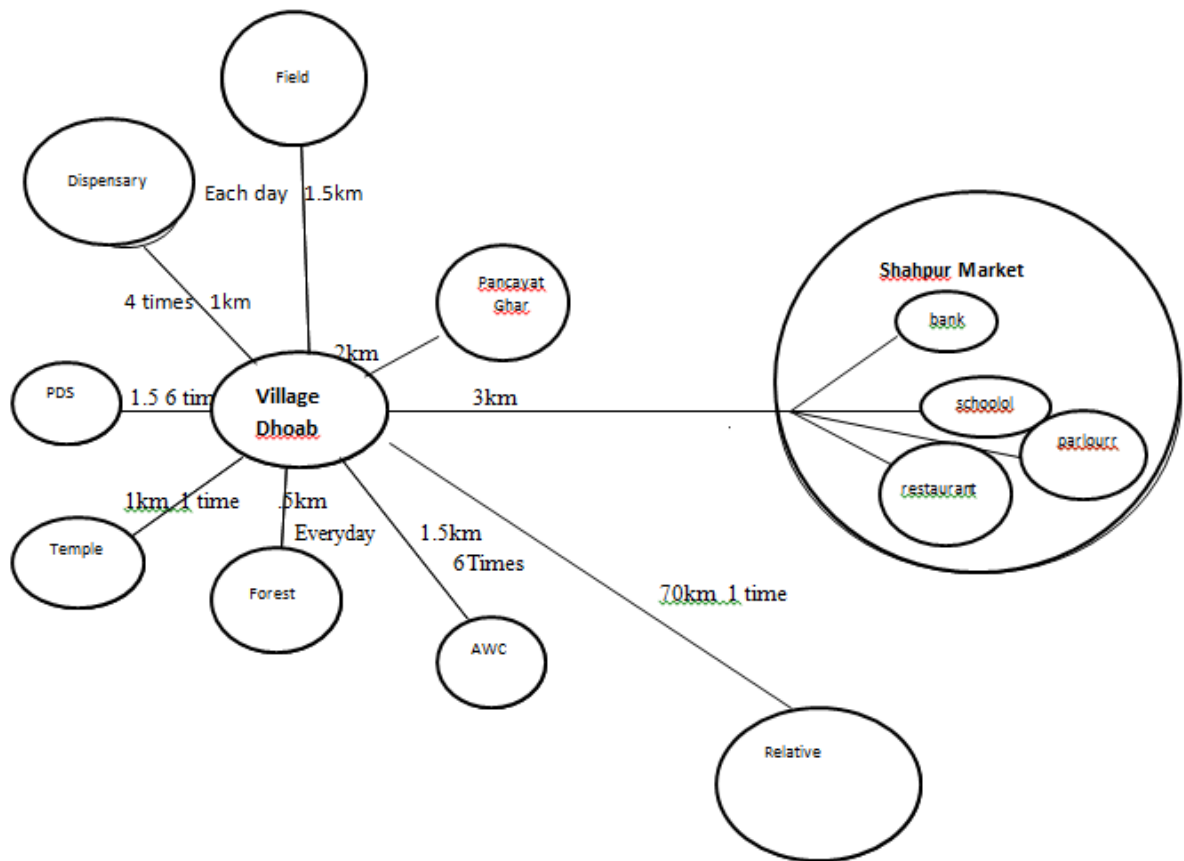 Field
Dispensary
Each day 1.5km
Pancayat
Ghar
Shahpur Market
bank
4 times 1km
2km
PDS
1.5 6 tim
Village
Dhoab
3km
schoolol
parlourr
restaurant
1km 1 time
.5km
Everyday
1.5km
6Times
Temple
Forest
70km 1 time
AWC
Relative